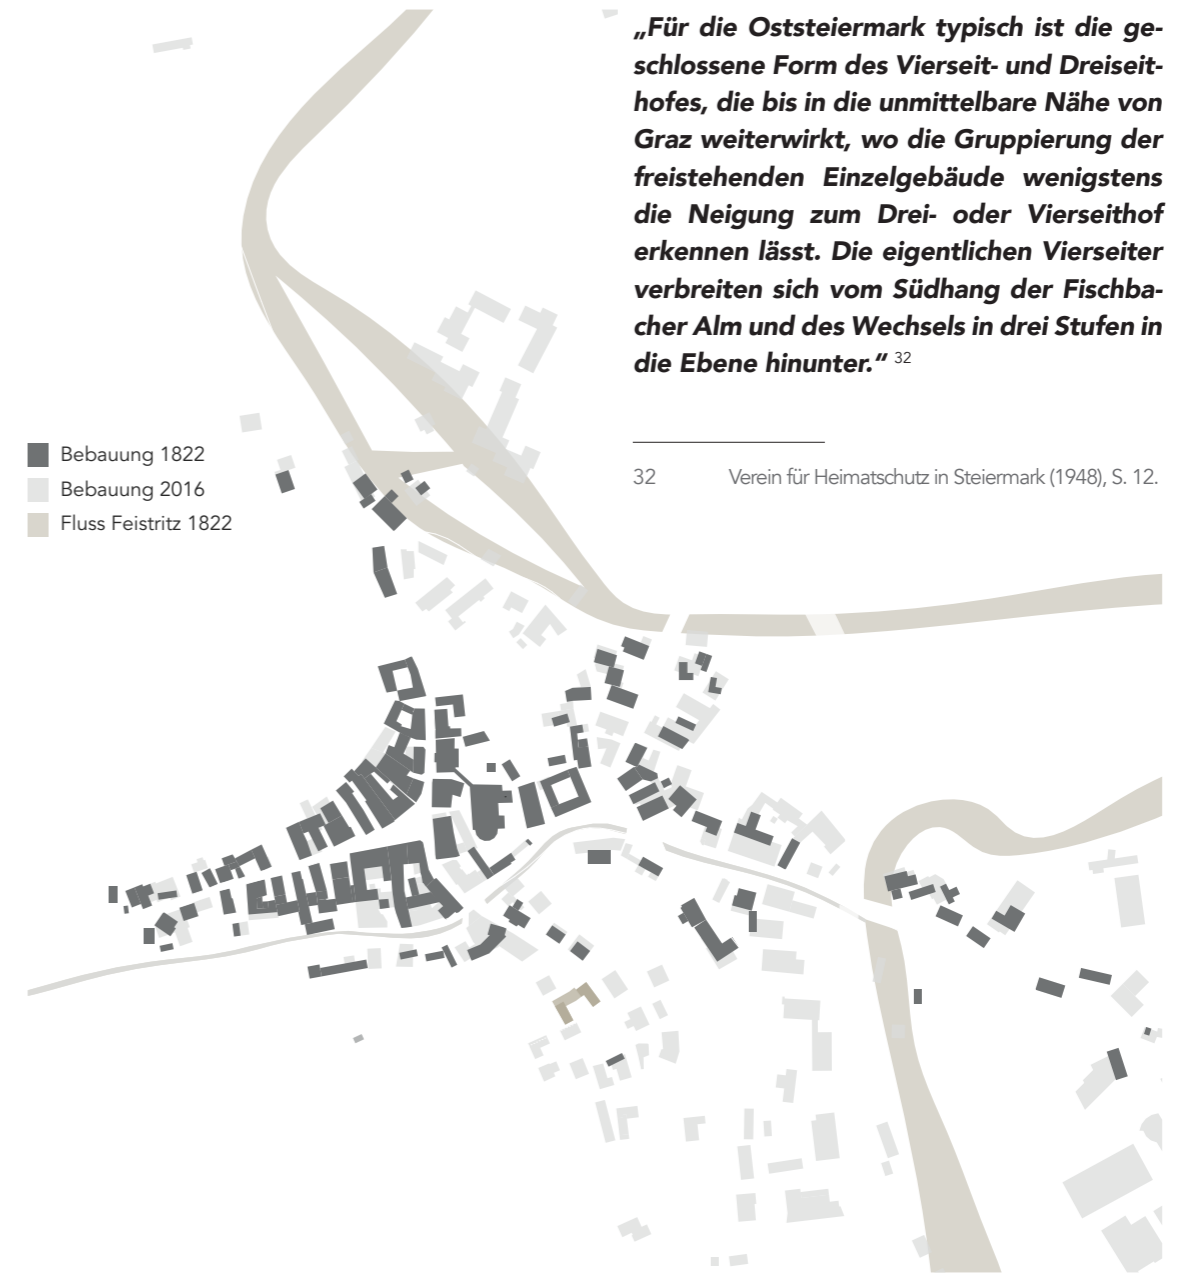 „Für die Oststeiermark typisch ist die ge-
schlossene Form des Vierseit- und Dreiseit-
hofes, die bis in die unmittelbare Nähe von
Graz weiterwirkt, wo die Gruppierung der
freistehenden Einzelgebäude wenigstens
die Neigung zum Drei- oder Vierseithof
erkennen lässt. Die eigentlichen Vierseiter
verbreiten sich vom Südhang der Fischba-
cher Alm und des Wechsels in drei Stufen in
die Ebene hinunter.“ 32
32 Verein für Heimatschutz in Steiermark (1948), S. 12.
Bebauung 1822
Bebauung 2016
Fluss Feistritz 1822